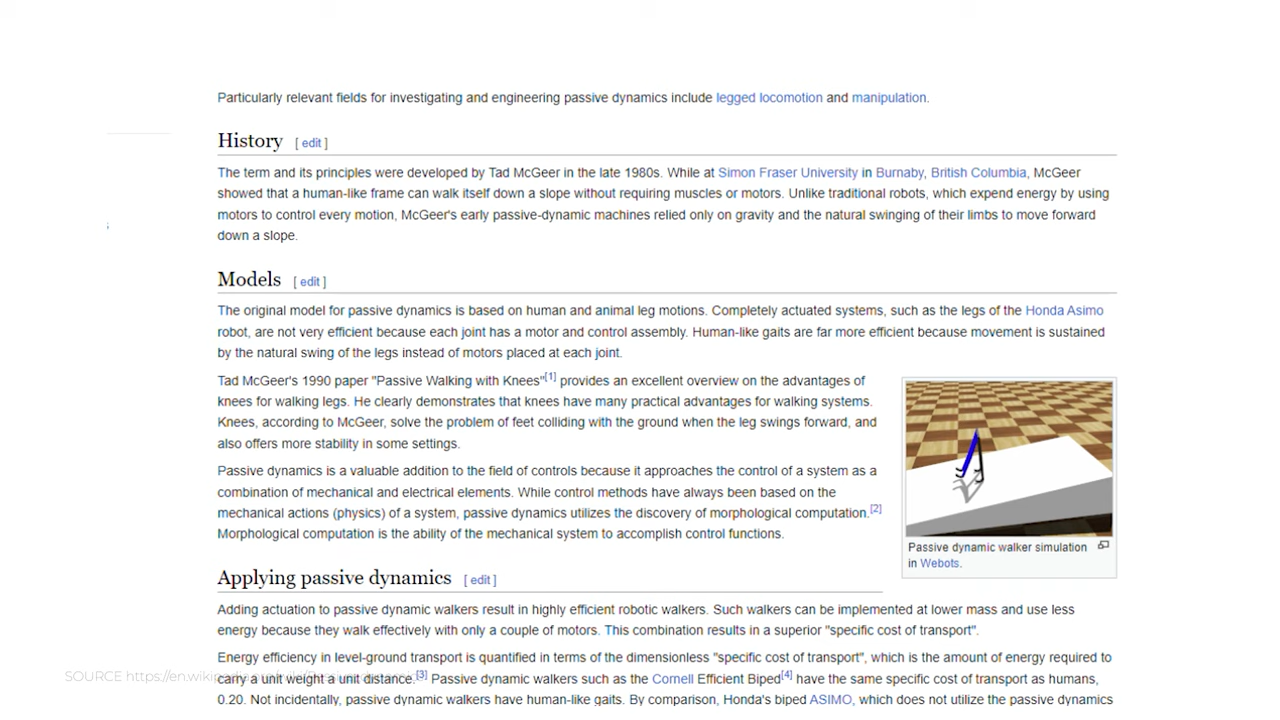 Particularly relevant fields for investigating and engineering passive dynamics include legged locomotion and manipulation.
History [ edit ]
The term and its principles were developed by Tad McGeer in the late 1980s. While at Simon Fraser University in Burnaby, British Columbia, McGeer
showed that a human-like frame can walk itself down a slope without requiring muscles or motors. Unlike traditional robots, which expend energy by using
motors to control every motion, McGeer's early passive-dynamic machines relied only on gravity and the natural swinging of their limbs to move forward
down a slope.
Models [ edit ]
The original model for passive dynamics is based on human and animal leg motions. Completely actuated systems, such as the legs of the Honda Asimo
robot, are not very efficient because each joint has a motor and control assembly. Human-like gaits are far more efficient because movement is sustained
by the natural swing of the legs instead of motors placed at each joint.
Tad McGeer's 1990 paper "Passive Walking with Knees"[1] provides an excellent overview on the advantages of
knees for walking legs. He clearly demonstrates that knees have many practical advantages for walking systems.
Knees, according to McGeer, solve the problem of feet colliding with the ground when the leg swings forward, and
also offers more stability in some settings.
Passive dynamics is a valuable addition to the field of controls because it approaches the control of a system as a
combination of mechanical and electrical elements. While control methods have always been based on the
mechanical actions (physics) of a system, passive dynamics utilizes the discovery of morphological computation.[2]
Morphological computation is the ability of the mechanical system to accomplish control functions.
Passive dynamic walker simulation
in Webots.
Applying passive dynamics [ edit ]
Adding actuation to passive dynamic walkers result in highly efficient robotic walkers. Such walkers can be implemented at lower mass and use less
energy because they walk effectively with only a couple of motors. This combination results in a superior "specific cost of transport".
Energy efficiency in level-ground transport is quantified in terms of the dimensionless "specific cost of transport", which is the amount of energy required to
carry a unit weight a unit distance.[3] Passive dynamic walkers such as the Cornell Efficient Biped[4] have the same specific cost of transport as humans,
0.20. Not incidentally, passive dynamic walkers have human-like gaits. By comparison, Honda's biped ASIMO, which does not utilize the passive dynamics
SOURCE